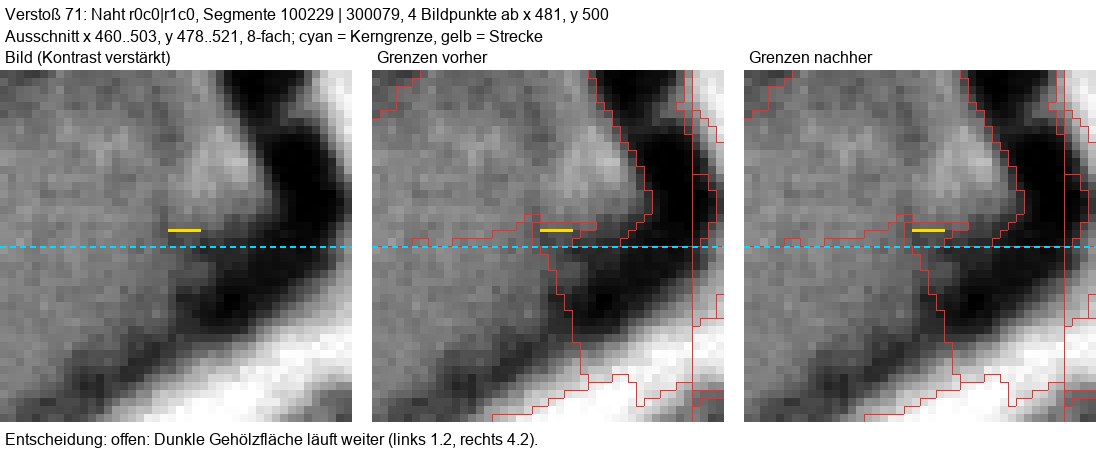 Verstoß 71: Naht r0c0|r1c0, Segmente 100229 | 300079, 4 Bildpunkte ab x 481, y 500
Ausschnitt x 460..503, y 478..521, 8-fach; cyan = Kerngrenze, gelb = Strecke
Bild (Kontrast verstärkt)
Grenzen vorher
Grenzen nachher
Entscheidung: offen: Dunkle Gehölzfläche läuft weiter (links 1.2, rechts 4.2).